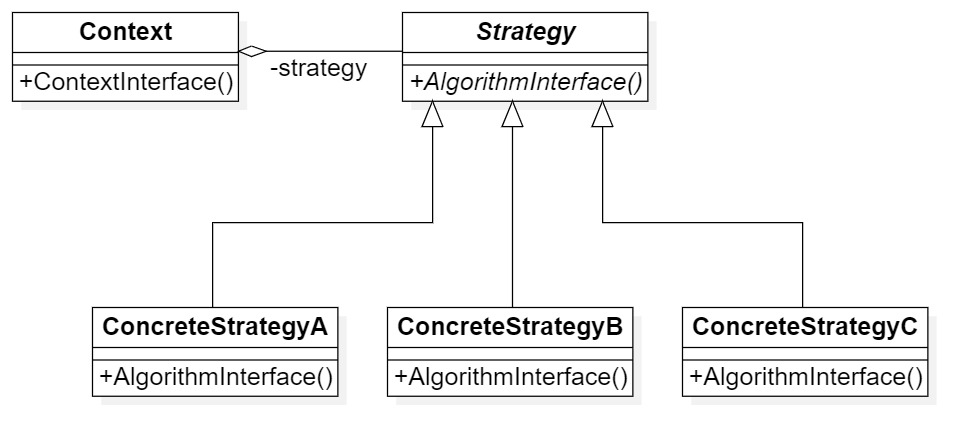 Context
+ContextInterface()
-strategy
Strategy
+AlgorithmInterface()
ConcreteStrategyA
+AlgorithmInterface()
ConcreteStrategyB
+AlgorithmInterface()
ConcreteStrategyC
+AlgorithmInterface()